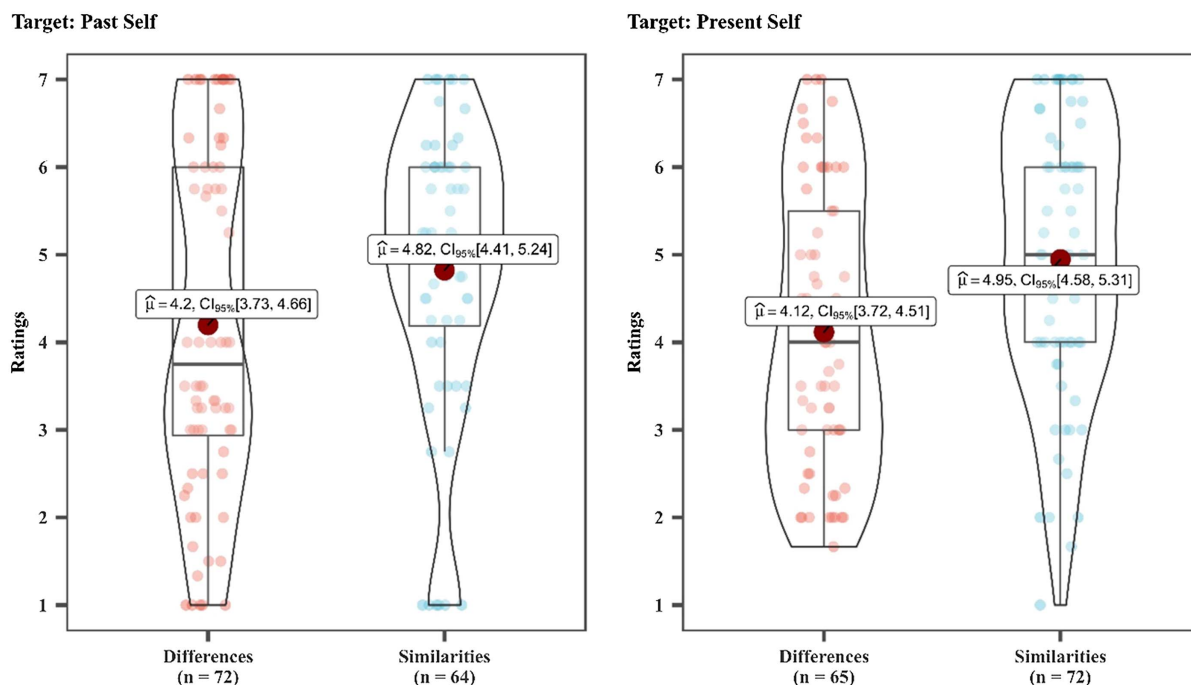 Target: Past Self
Ratings
7
6
5
4
3
2
1
μ̂ = 4.2, CI95%[3.73, 4.66]
μ̂ = 4.82, CI95%[4.41, 5.24]
Differences
(n = 72)
Similarities
(n = 64)
Target: Present Self
Ratings
7
6
5
4
3
2
1
μ̂ = 4.12, CI95%[3.72, 4.51]
μ̂ = 4.95, CI95%[4.58, 5.31]
Differences
(n = 65)
Similarities
(n = 72)